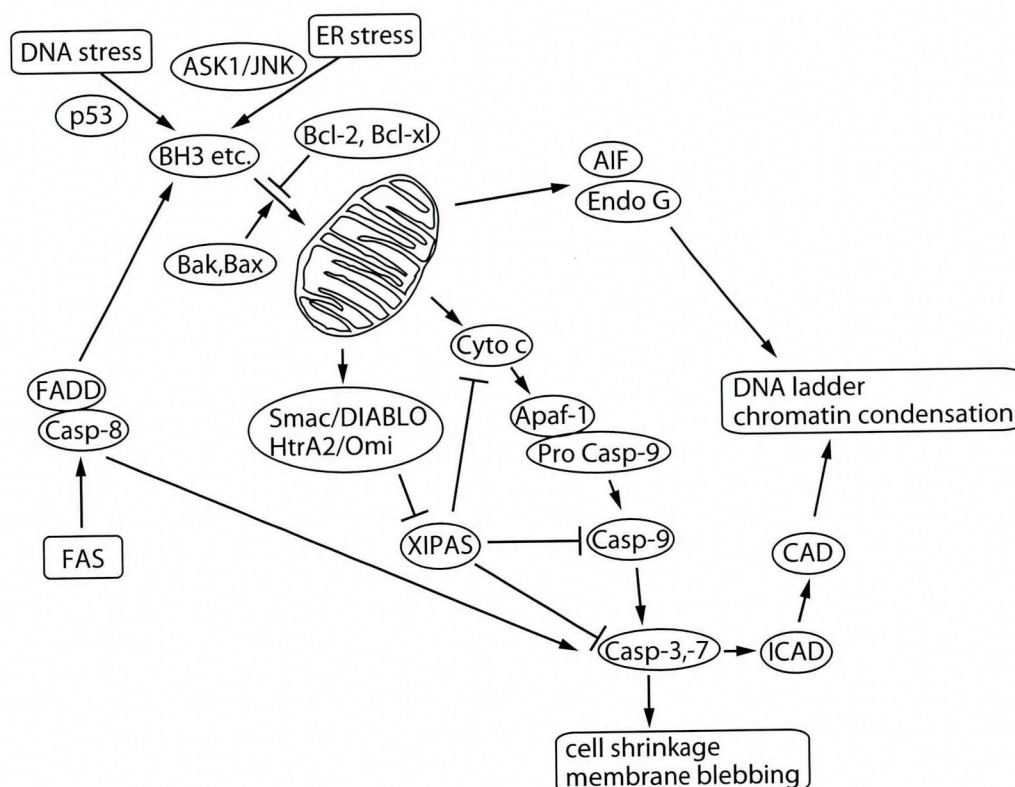 DNA stress
ER stress
ASK1/JNK
p53
Bcl-2, Bcl-xl
BH3 etc.
AIF
Endo G
Bak,Bax
Cyto c
FADD
Casp-8
Smac/DIABLO
HtrA2/Omi
Apaf-1
Pro Casp-9
DNA ladder
chromatin condensation
FAS
XIPAS
Casp-9
CAD
Casp-3,-7
ICAD
cell shrinkage
membrane blebbing